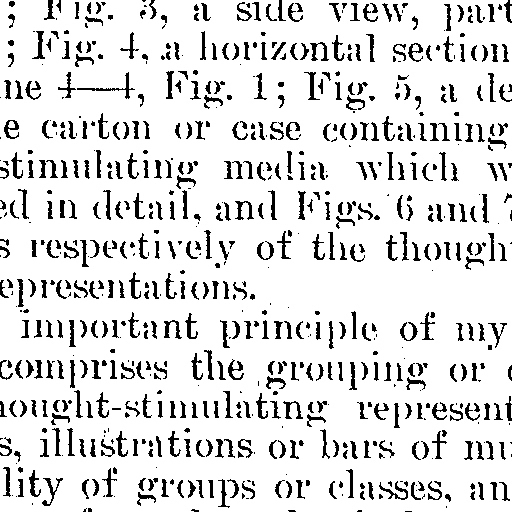 ; Fig. 3, a side view, part
; Fig. 4, a horizontal section
ne 4—4, Fig. 1; Fig. 5, a de
e carton or case containing
stimulating media which w
ed in detail, and Figs. 6 and 7
s respectively of the though
epresentations.
important principle of my
comprises the grouping or
hought-stimulating represent
s, illustrations or bars of mu
lity of groups or classes, an